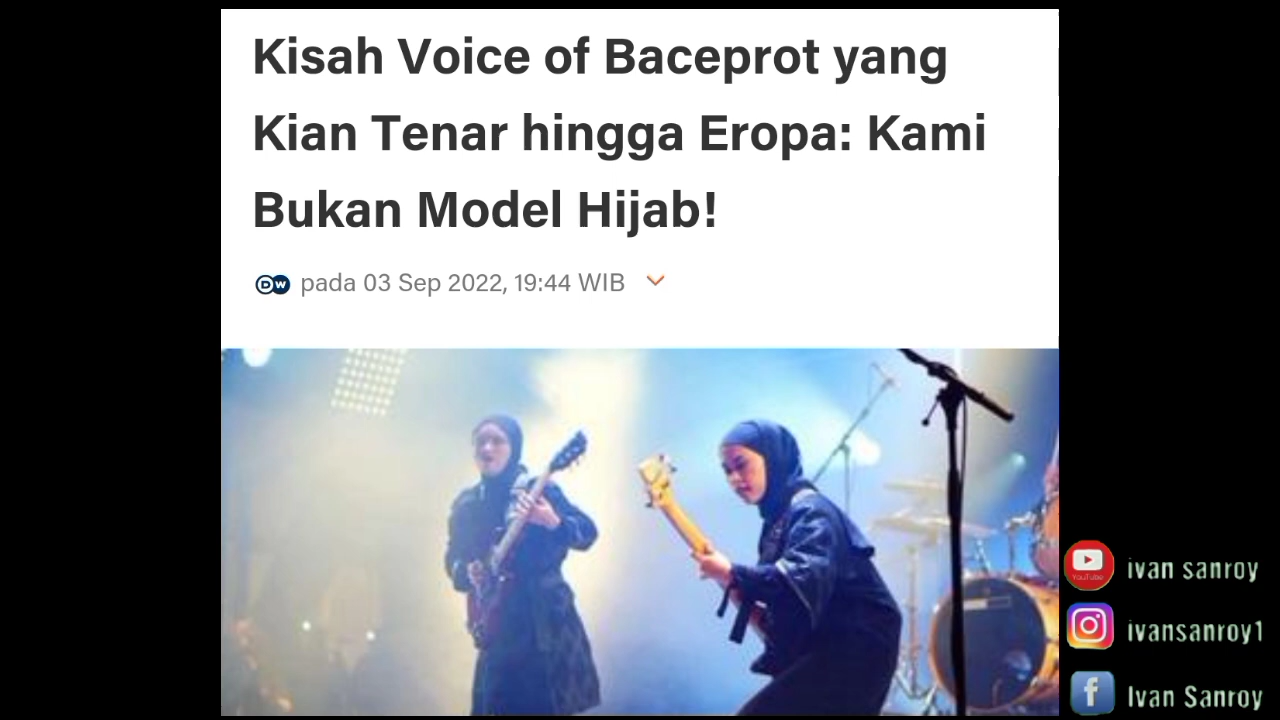 Kisah Voice of Baceprot yang
Kian Tenar hingga Eropa: Kami
Bukan Model Hijab!
DW pada 03 Sep 2022, 19:44 WIB
YouTube
ivan sanroy
ivansanroy1
Ivan Sanroy